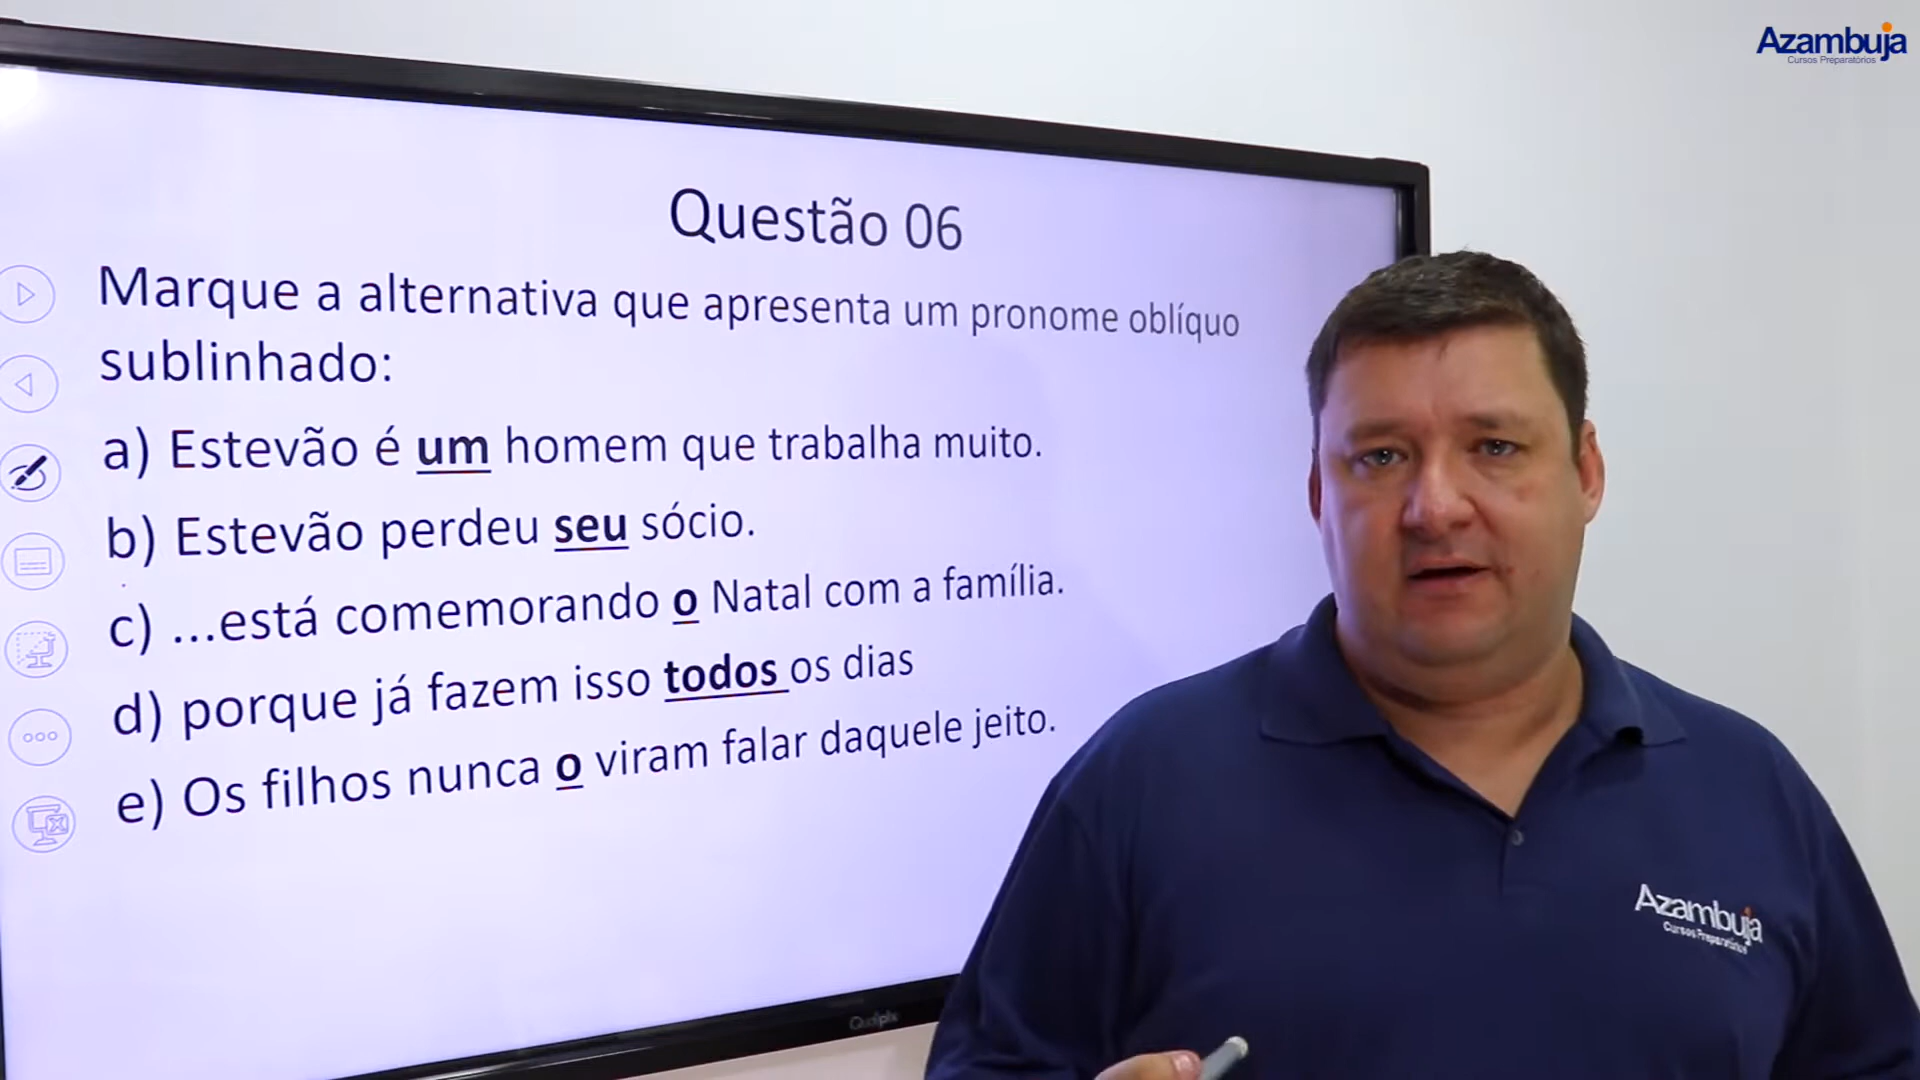 Azambuja
Cursos Preparatórios
Questão 06
Marque a alternativa que apresenta um pronome oblíquo
sublinhado:
a) Estevão é um homem que trabalha muito.
b) Estevão perdeu seu sócio.
c) ...está comemorando o Natal com a família.
d) porque já fazem isso todos os dias
e) Os filhos nunca o viram falar daquele jeito.
Azambuja
Cursos Preparatórios